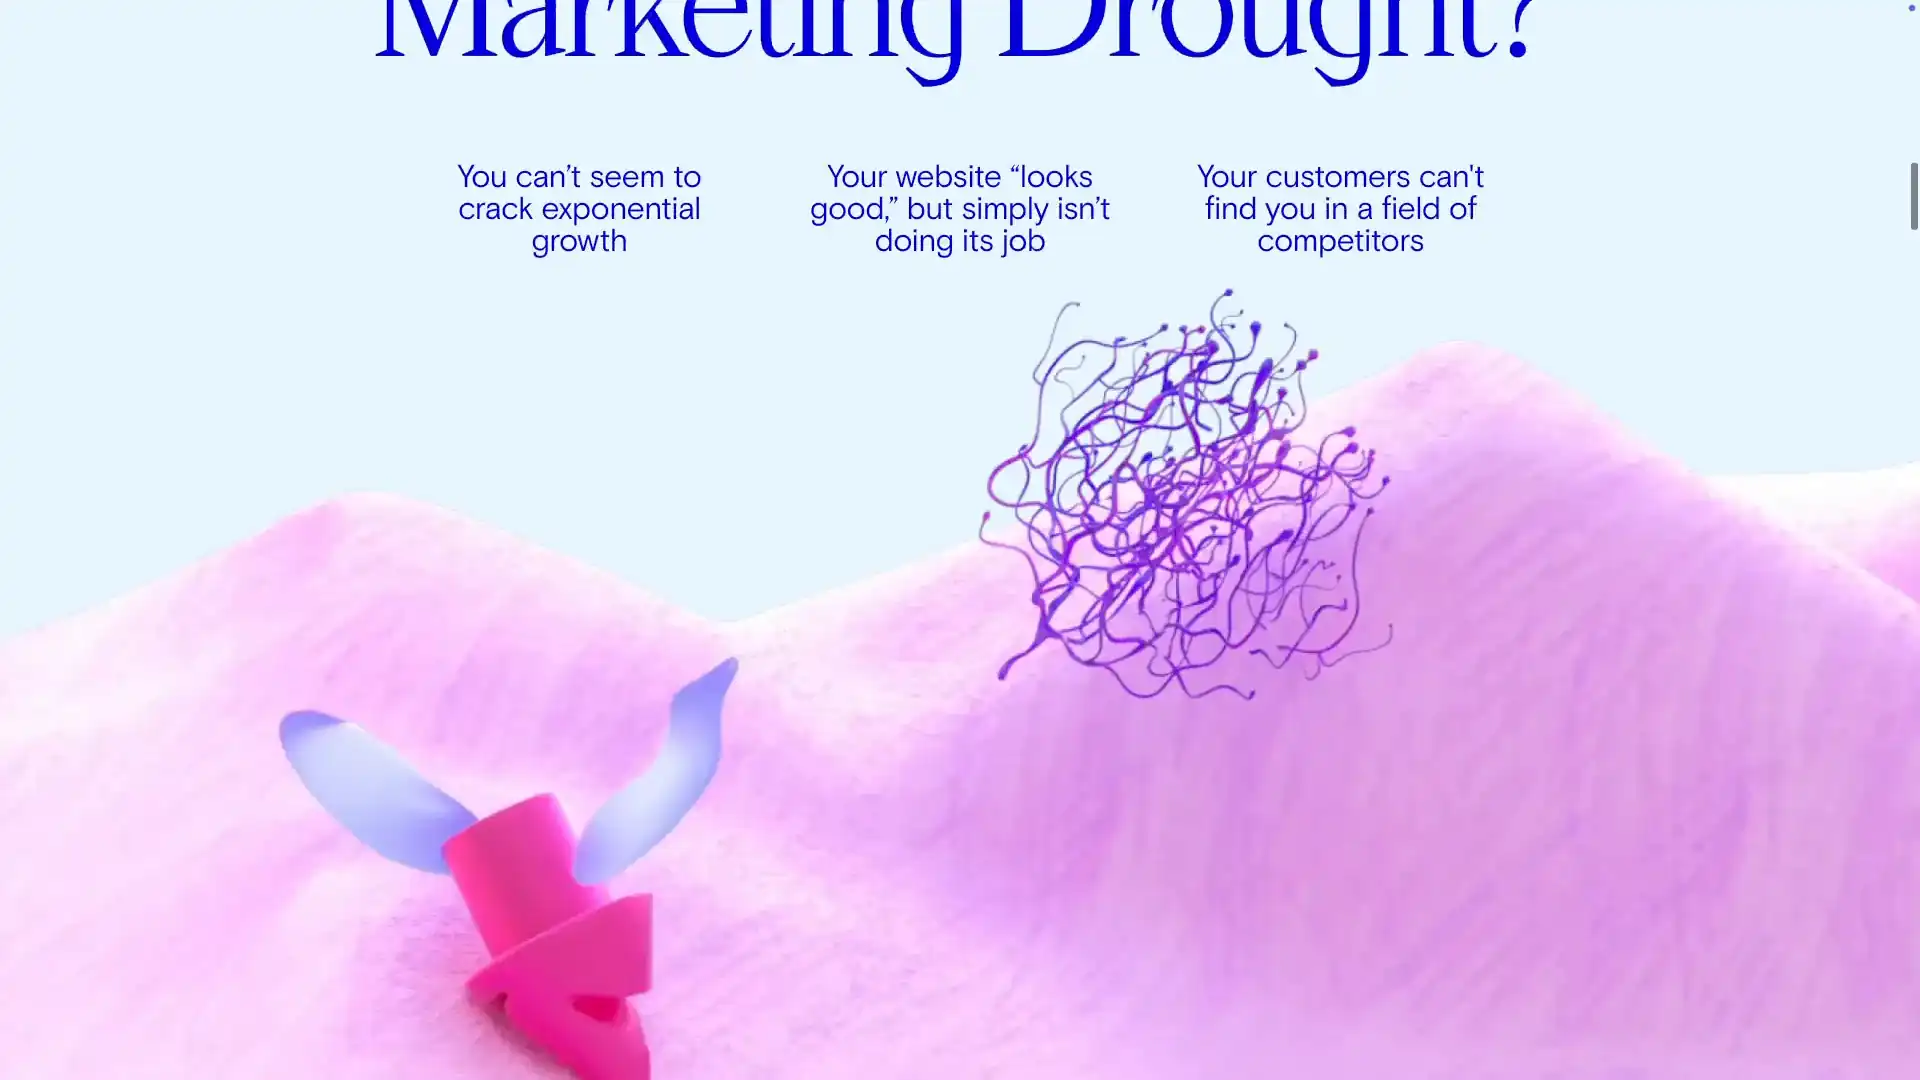 Marketing Drought?
You can’t seem to
crack exponential
growth
Your website “looks
good,” but simply isn’t
doing its job
Your customers can't
find you in a field of
competitors